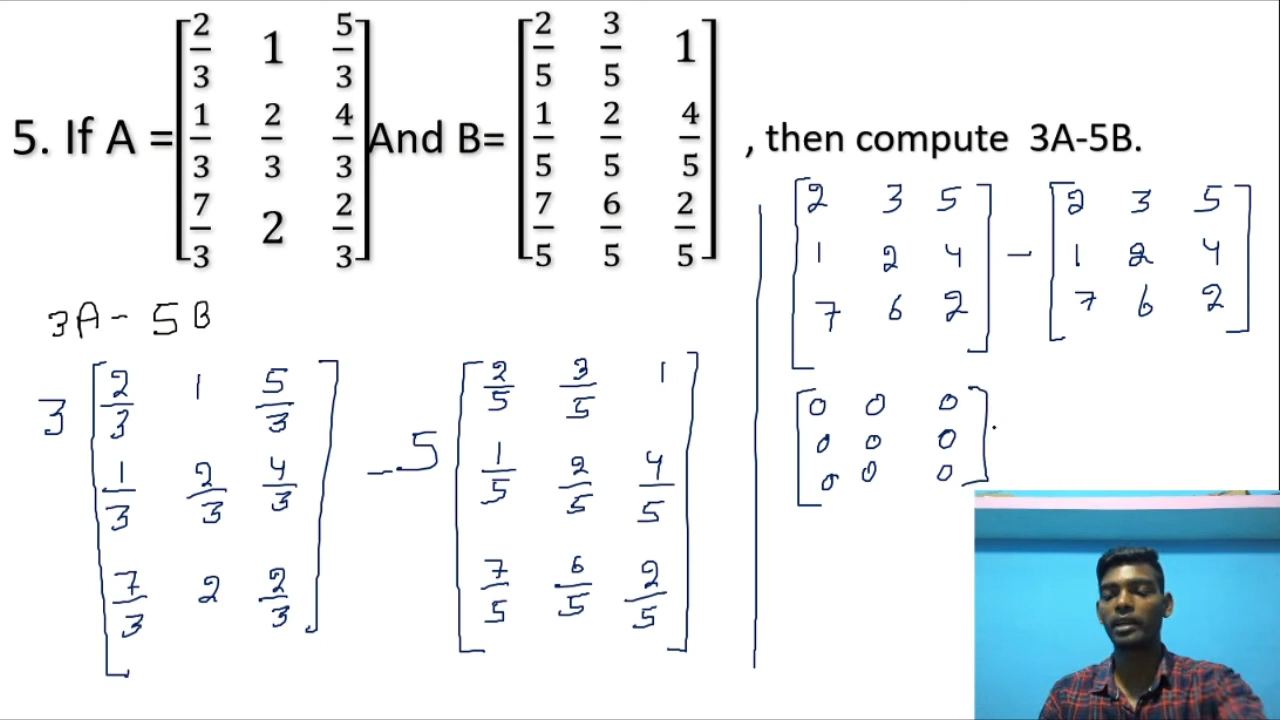 5. If A = [2/3 1 5/3
1/3 2/3 4/3
7/3 2 2/3] And B= [2/5 3/5 1
1/5 2/5 4/5
7/5 6/5 2/5] , then compute 3A-5B.
3A - 5B
3 [2/3 1 5/3
1/3 2/3 4/3
7/3 2 2/3] - 5 [2/5 3/5 1
1/5 2/5 4/5
7/5 6/5 2/5]
[2 3 5
1 2 4
7 6 2] - [2 3 5
1 2 4
7 6 2]
[0 0 0
0 0 0
0 0 0].